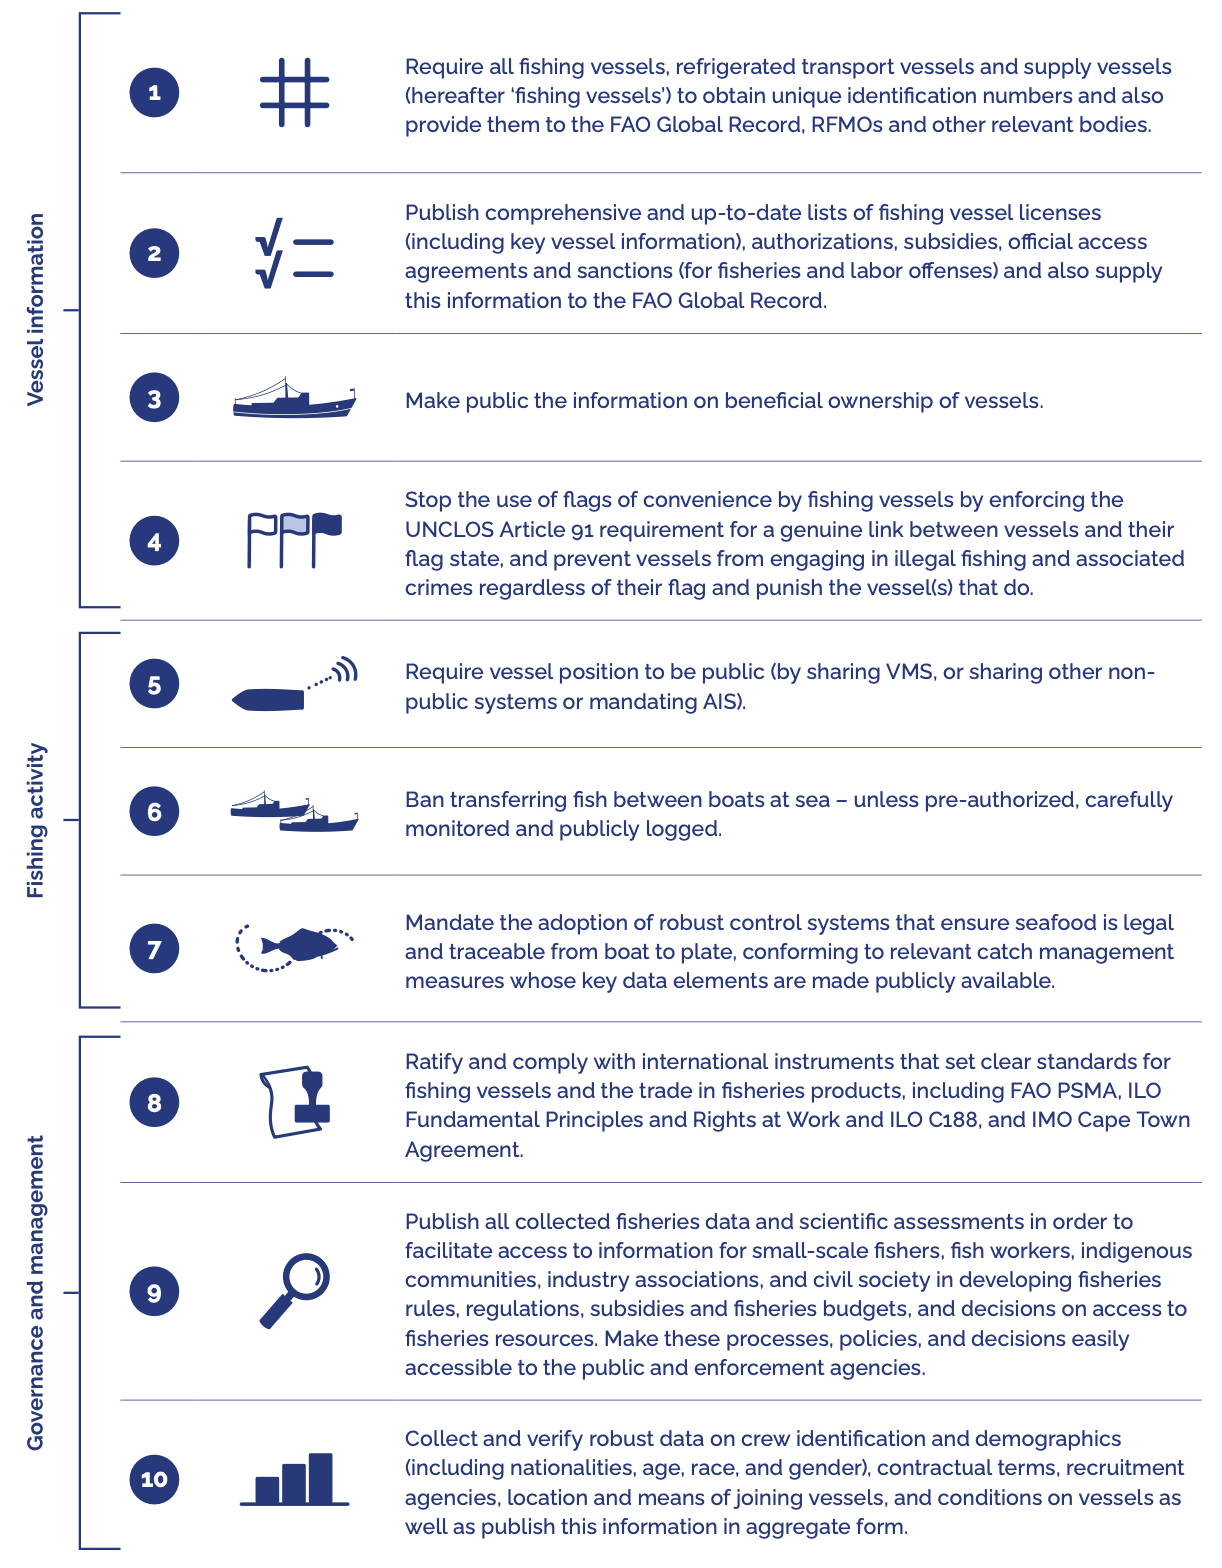 Vessel information
1
Require all fishing vessels, refrigerated transport vessels and supply vessels
(hereafter ‘fishing vessels’) to obtain unique identification numbers and also
provide them to the FAO Global Record, RFMOs and other relevant bodies.
2
Publish comprehensive and up-to-date lists of fishing vessel licenses
(including key vessel information), authorizations, subsidies, official access
agreements and sanctions (for fisheries and labor offenses) and also supply
this information to the FAO Global Record.
3
Make public the information on beneficial ownership of vessels.
4
Stop the use of flags of convenience by fishing vessels by enforcing the
UNCLOS Article 91 requirement for a genuine link between vessels and their
flag state, and prevent vessels from engaging in illegal fishing and associated
crimes regardless of their flag and punish the vessel(s) that do.
Fishing activity
5
Require vessel position to be public (by sharing VMS, or sharing other non-
public systems or mandating AIS).
6
Ban transferring fish between boats at sea – unless pre-authorized, carefully
monitored and publicly logged.
7
Mandate the adoption of robust control systems that ensure seafood is legal
and traceable from boat to plate, conforming to relevant catch management
measures whose key data elements are made publicly available.
Governance and management
8
Ratify and comply with international instruments that set clear standards for
fishing vessels and the trade in fisheries products, including FAO PSMA, ILO
Fundamental Principles and Rights at Work and ILO C188, and IMO Cape Town
Agreement.
9
Publish all collected fisheries data and scientific assessments in order to
facilitate access to information for small-scale fishers, fish workers, indigenous
communities, industry associations, and civil society in developing fisheries
rules, regulations, subsidies and fisheries budgets, and decisions on access to
fisheries resources. Make these processes, policies, and decisions easily
accessible to the public and enforcement agencies.
10
Collect and verify robust data on crew identification and demographics
(including nationalities, age, race, and gender), contractual terms, recruitment
agencies, location and means of joining vessels, and conditions on vessels as
well as publish this information in aggregate form.